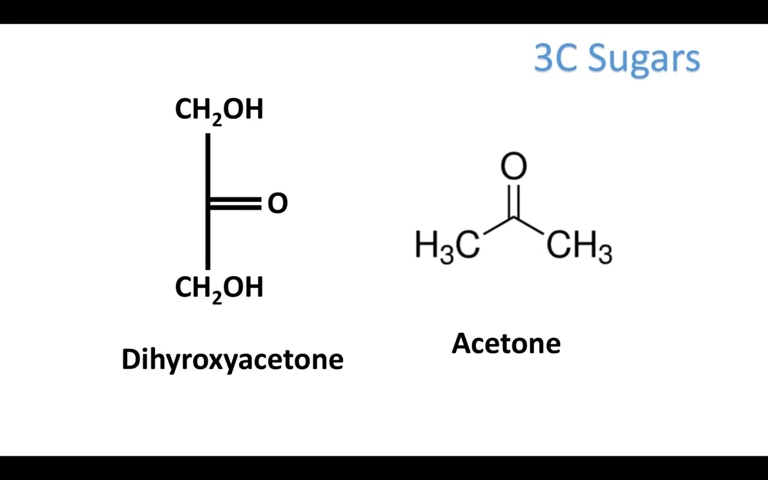 3C Sugars
CH₂OH
O
CH₂OH
Dihyroxyacetone
O
H₃C CH₃
Acetone